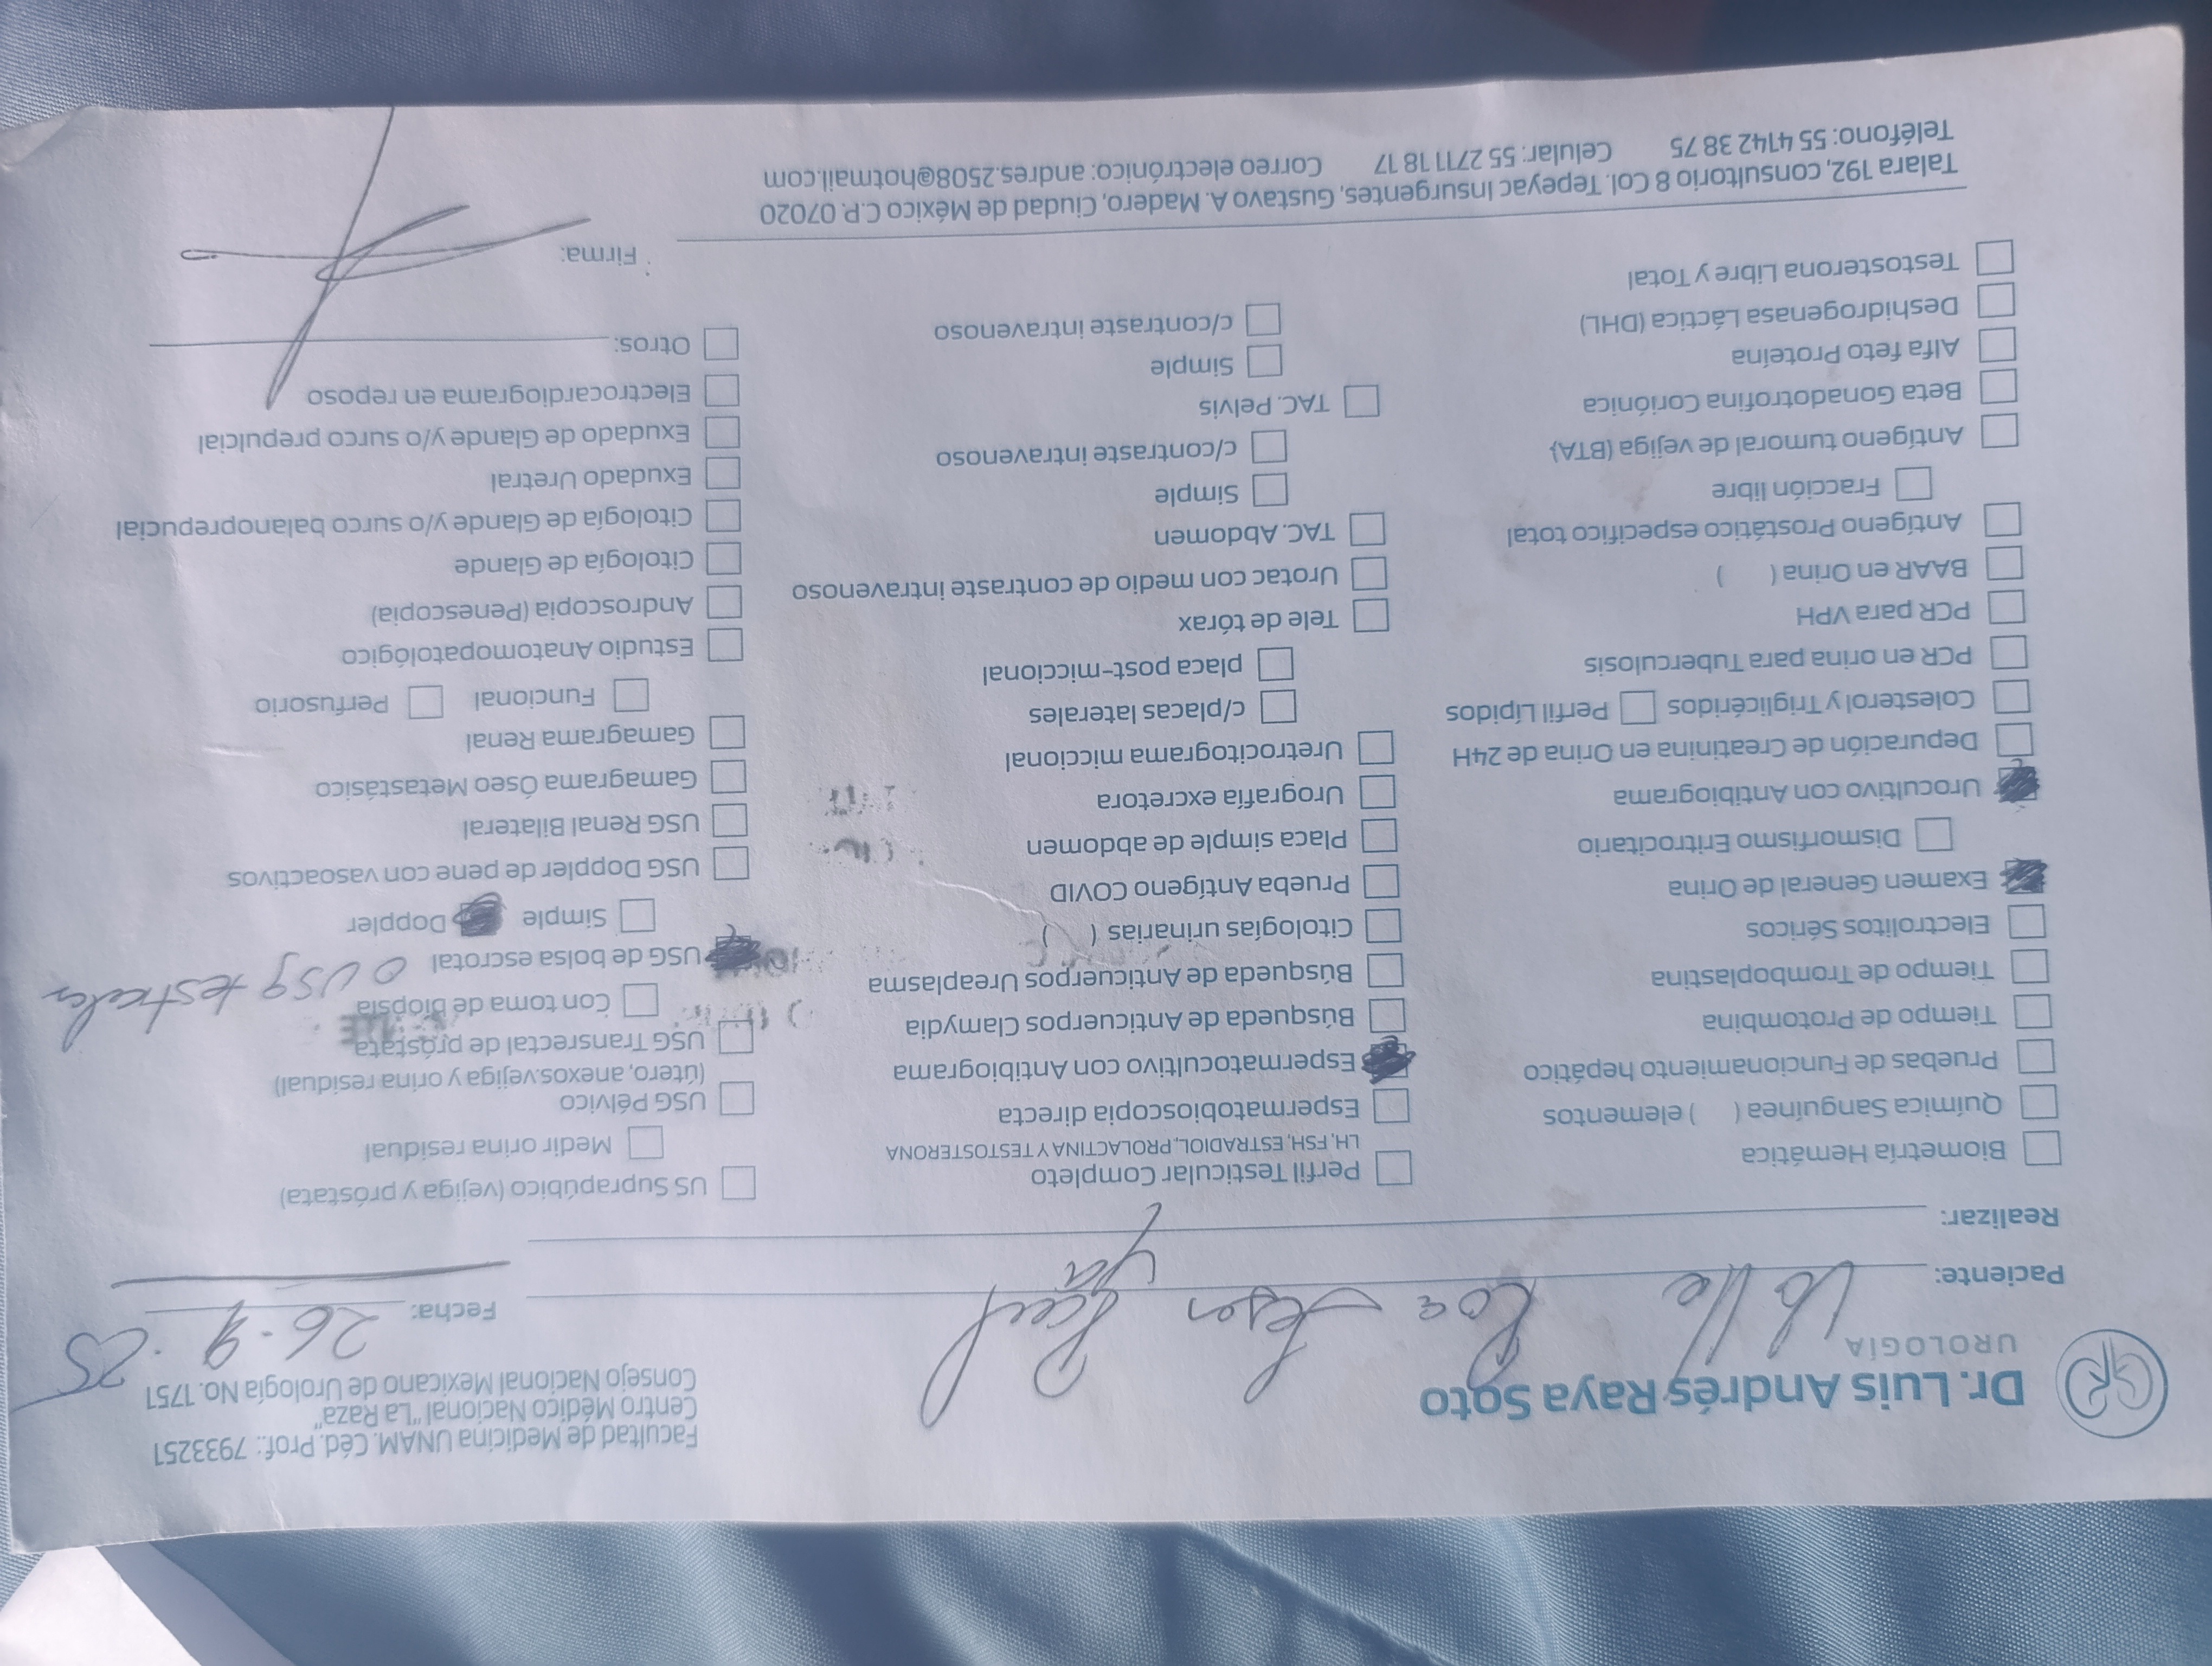 Dr. Luis Andrés Raya Soto
UROLOGÍA
Facultad de Medicina UNAM. Céd. Prof.: 7933251
Centro Médico Nacional "La Raza"
Consejo Nacional Mexicano de Urología No. 1751
Paciente: Valle
Fecha: 26-9-25
Realizar:
Biometría Hemática
Química Sanguínea ( ) elementos
Pruebas de Funcionamiento hepático
Tiempo de Protombina
Tiempo de Tromboplastina
Electrolitos Séricos
Examen General de Orina
Dismorfismo Eritrocitario
Urocultivo con Antibiograma
Depuración de Creatinina en Orina de 24H
Colesterol y Triglicéridos Perfil Lípidos
PCR en orina para Tuberculosis
PCR para VPH
BAAR en Orina ( )
Antígeno Prostático especifico total
Fracción libre
Antígeno tumoral de vejiga (BTA}
Beta Gonadotrofina Coriónica
Alfa feto Proteína
Deshidrogenasa Láctica (DHL)
Testosterona Libre y Total
Perfil Testicular Completo
LH, FSH, ESTRADIOL, PROLACTINA Y TESTOSTERONA
Espermatobioscopia directa
Espermatocultivo con Antibiograma
Búsqueda de Anticuerpos Clamydia
Búsqueda de Anticuerpos Ureaplasma
Citologías urinarias ( )
Prueba Antígeno COVID
Placa simple de abdomen
Urografía excretora
Uretrocitograma miccional
c/placas laterales
placa post-miccional
Tele de tórax
Urotac con medio de contraste intravenoso
TAC. Abdomen
Simple
c/contraste intravenoso
TAC. Pelvis
Simple
c/contraste intravenoso
US Suprapúbico (vejiga y próstata)
Medir orina residual
USG Pélvico
(útero, anexos.vejiga y orina residual)
USG Transrectal de próstata
Con toma de biopsia
USG de bolsa escrotal o USg testicular
Simple Doppler
USG Doppler de pene con vasoactivos
USG Renal Bilateral
Gamagrama Óseo Metastásico
Gamagrama Renal
Funcional Perfusorio
Estudio Anatomopatológico
Androscopia (Penescopia)
Citología de Glande
Citología de Glande y/o surco balanoprepucial
Exudado Uretral
Exudado de Glande y/o surco prepulcial
Electrocardiograma en reposo
Otros:
Firma:
Talara 192, consultorio 8 Col. Tepeyac Insurgentes, Gustavo A. Madero, Ciudad de México C.P. 07020
Teléfono: 55 4142 38 75 Celular: 55 2711 18 17 Correo electrónico: andres.2508@hotmail.com